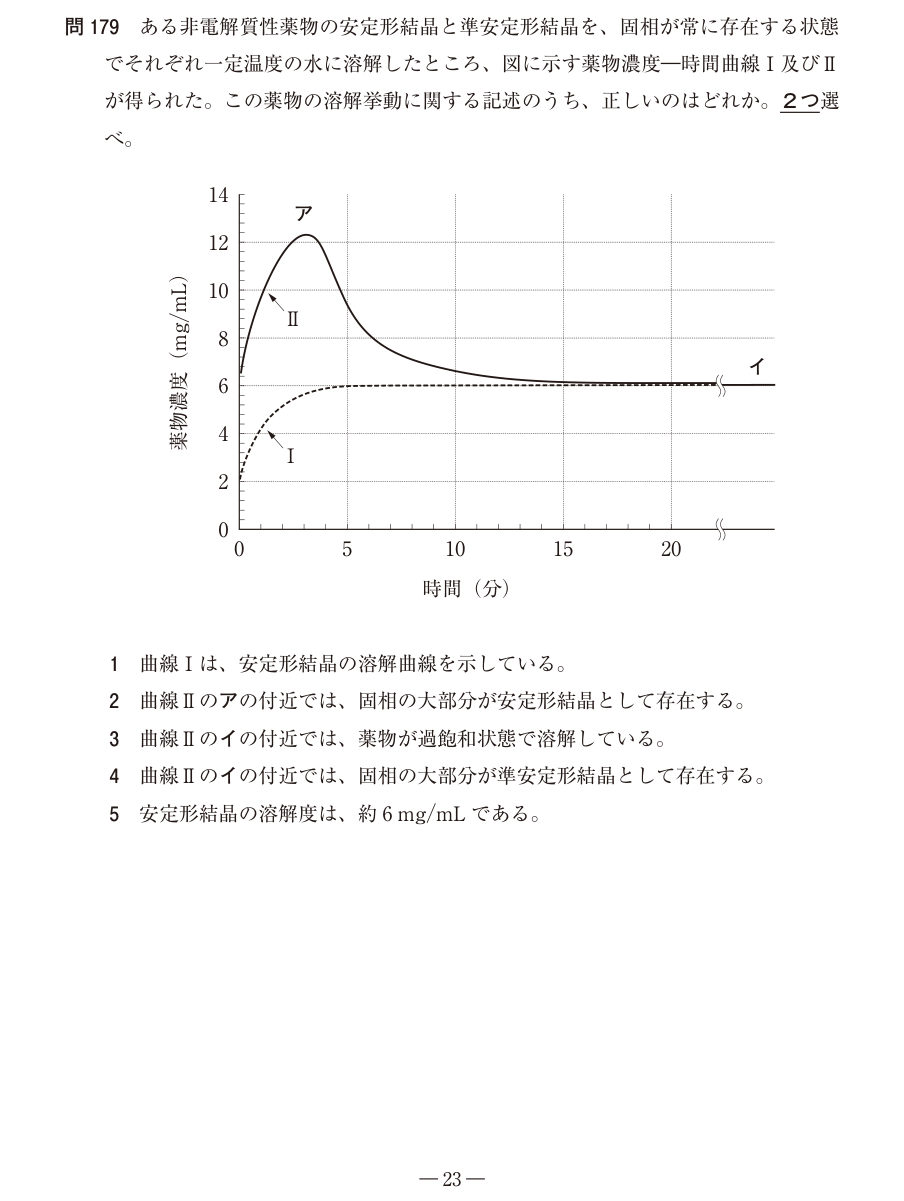 問 179　ある非電解質性薬物の安定形結晶と準安定形結晶を、固相が常に存在する状態
でそれぞれ一定温度の水に溶解したところ、図に示す薬物濃度―時間曲線Ⅰ及びⅡ
が得られた。この薬物の溶解挙動に関する記述のうち、正しいのはどれか。２つ選
べ。
14
ア
12
10
Ⅱ
8
イ
6
4
Ⅰ
2
0
薬物濃度（mg/mL）
0 5 10 15 20
時間（分）
1　曲線Ⅰは、安定形結晶の溶解曲線を示している。
2　曲線Ⅱのアの付近では、固相の大部分が安定形結晶として存在する。
3　曲線Ⅱのイの付近では、薬物が過飽和状態で溶解している。
4　曲線Ⅱのイの付近では、固相の大部分が準安定形結晶として存在する。
5　安定形結晶の溶解度は、約 6 mg/mL である。
― 23 ―